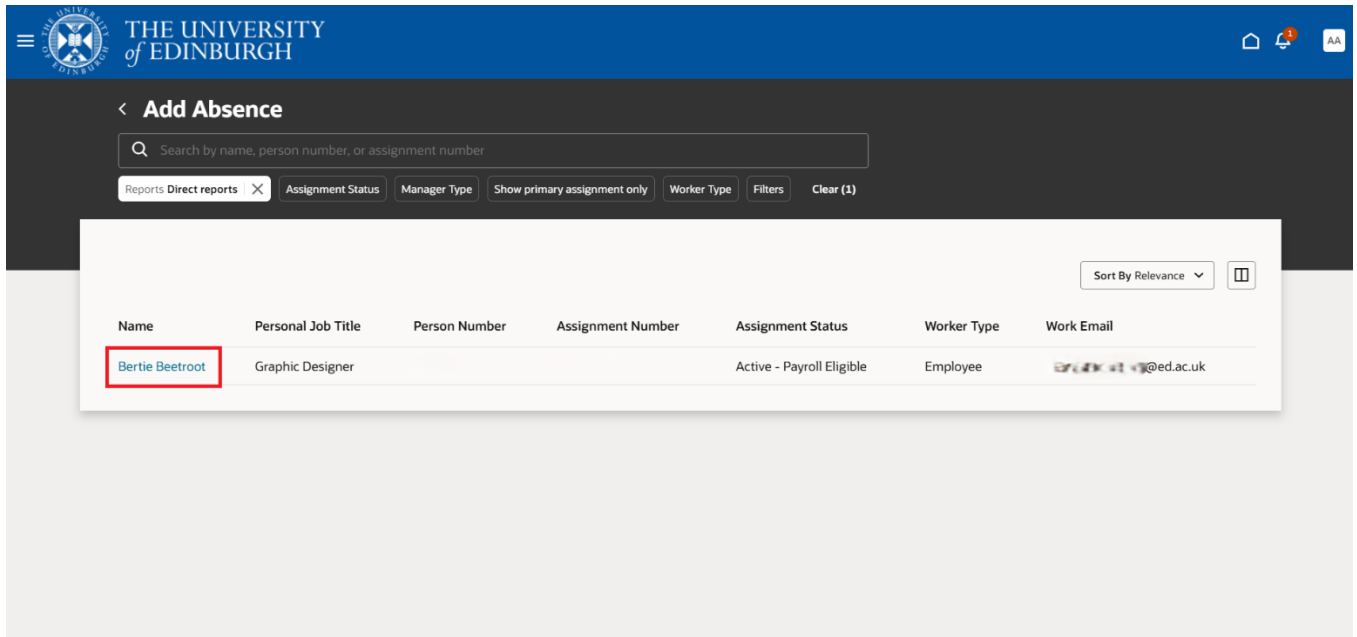 THE UNIVERSITY
of EDINBURGH
1
AA
Add Absence
Search by name, person number, or assignment number
Reports Direct reports Assignment Status Manager Type Show primary assignment only Worker Type Filters Clear (1)
Sort By Relevance
Name Personal Job Title Person Number Assignment Number Assignment Status Worker Type Work Email
Bertie Beetroot Graphic Designer Active - Payroll Eligible Employee @ed.ac.uk